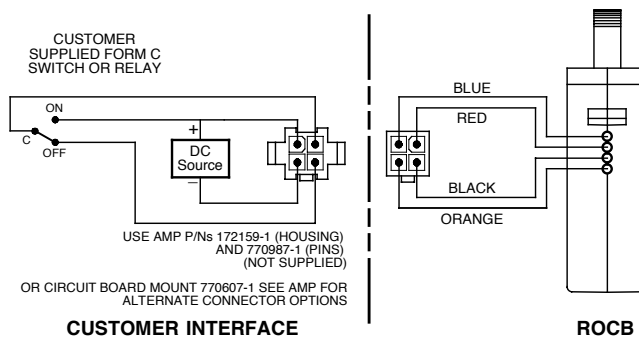 CUSTOMER
SUPPLIED FORM C
SWITCH OR RELAY
ON
C
OFF
+
DC
Source
–
USE AMP P/Ns 172159-1 (HOUSING)
AND 770987-1 (PINS)
(NOT SUPPLIED)
OR CIRCUIT BOARD MOUNT 770607-1 SEE AMP FOR
ALTERNATE CONNECTOR OPTIONS
CUSTOMER INTERFACE
BLUE
RED
BLACK
ORANGE
ROCB